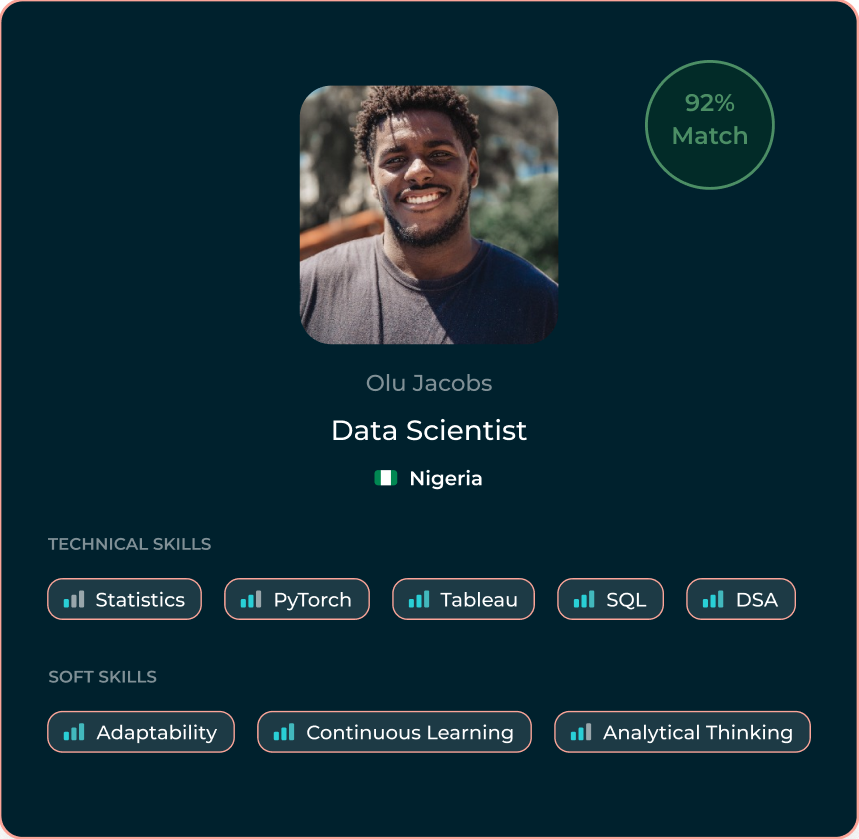 92%
Match
Olu Jacobs
Data Scientist
Nigeria
TECHNICAL SKILLS
Statistics
PyTorch
Tableau
SQL
DSA
SOFT SKILLS
Adaptability
Continuous Learning
Analytical Thinking